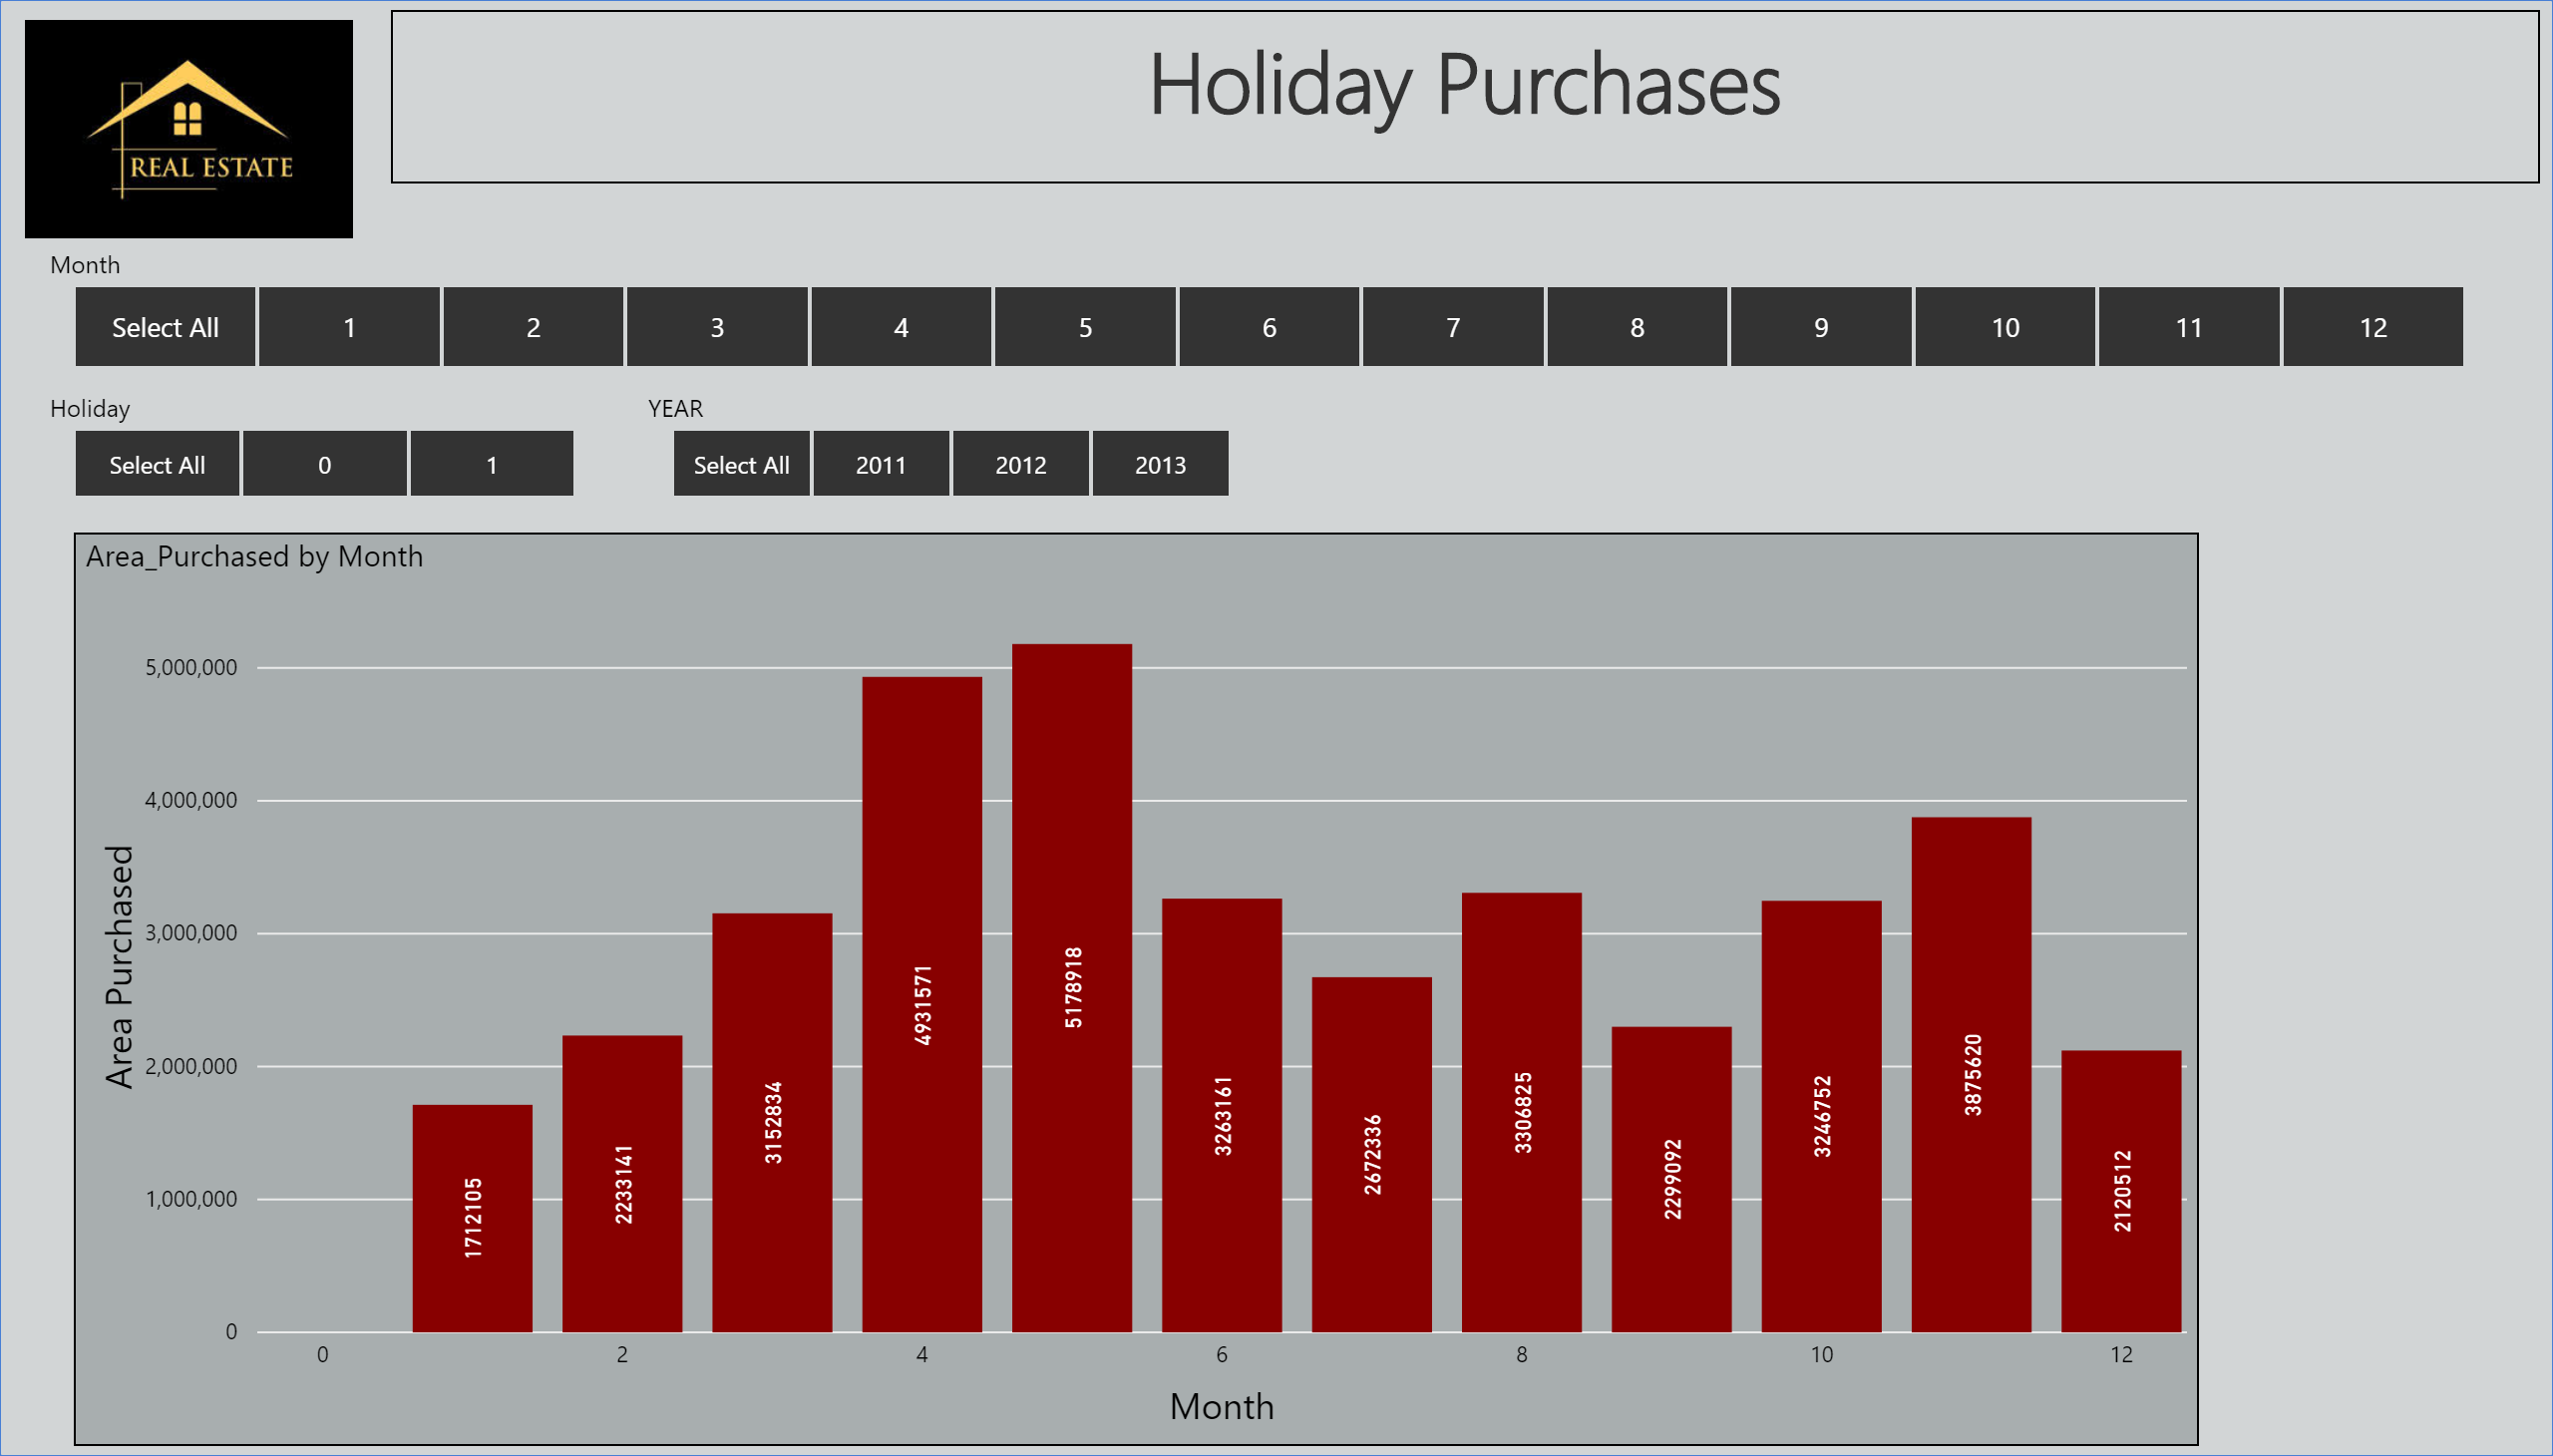 REAL ESTATE
Holiday Purchases
Month
Select All 1 2 3 4 5 6 7 8 9 10 11 12
Holiday
Select All 0 1
YEAR
Select All 2011 2012 2013
Area_Purchased by Month
Area Purchased
5,000,000
4,000,000
3,000,000
2,000,000
1,000,000
0
1712105
2233141
3152834
4931571
5178918
3263161
2672336
3306825
2299092
3246752
3875620
2120512
0 2 4 6 8 10 12
Month